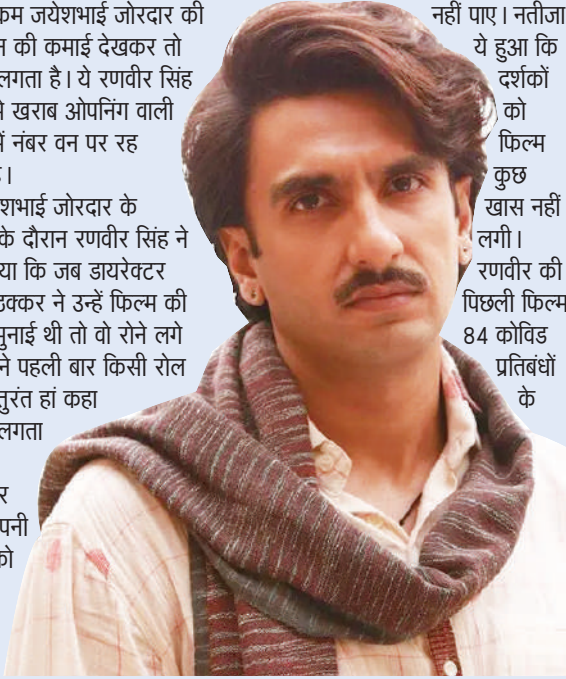 कम जयेशभाई जोरदार की
न की कमाई देखकर तो
लगता है। ये रणवीर सिंह
खराब ओपनिंग वाली
में नंबर वन पर रह
शभाई जोरदार के
के दौरान रणवीर सिंह ने
या कि जब डायरेक्टर
ठक्कर ने उन्हें फिल्म की
सुनाई थी तो वो रोने लगे
ने पहली बार किसी रोल
तुरंत हां कहा
लगता
र
पनी
को
नहीं पाए। नतीजा
ये हुआ कि
दर्शकों
को
फिल्म
कुछ
खास नहीं
लगी।
रणवीर की
पिछली फिल्म
84 कोविड
प्रतिबंधों
के